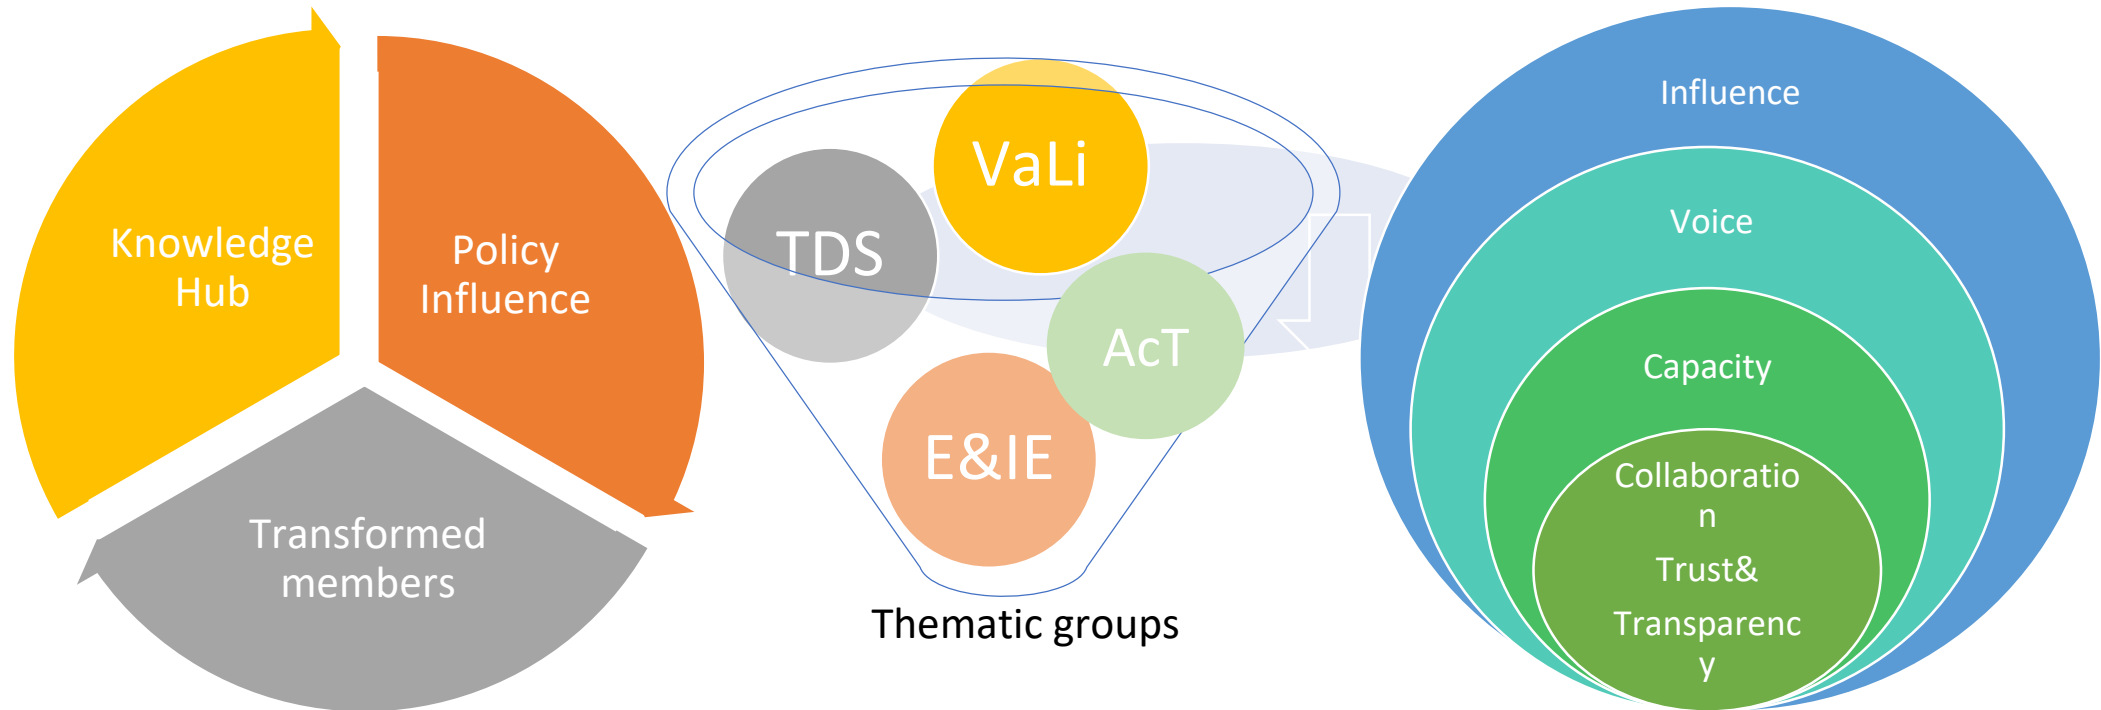 Knowledge
Hub
Policy
Influence
Transformed
members
VaLi
TDS
AcT
E&IE
Thematic groups
Influence
Voice
Capacity
Collaboratio
n
Trust&
Transparenc
y